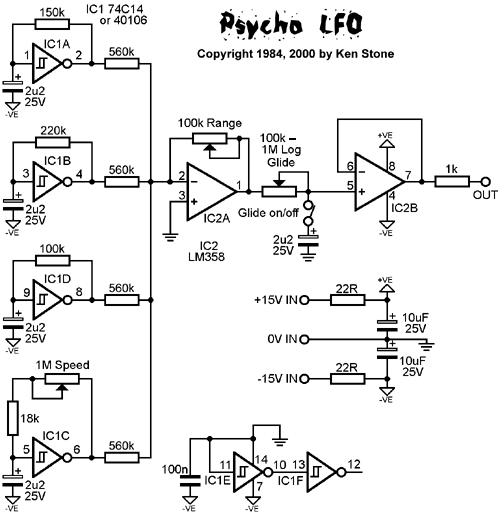 Psycho LFO
Copyright 1984, 2000 by Ken Stone
IC1 74C14
or 40106
150k
IC1A
1
2
560k
+
2u2
25V
-VE
220k
IC1B
3
4
560k
+
2u2
25V
-VE
100k
IC1D
9
8
560k
+
2u2
25V
-VE
1M Speed
18k
IC1C
5
6
560k
+
2u2
25V
-VE
100k Range
2
−
3
+
1
IC2A
IC2
LM358
100k –
1M Log
Glide
Glide on/off
+
2u2
25V
+VE
6
−
8
7
5
+
4
IC2B
-VE
1k
OUT
+15V IN
22R
+VE
+
10uF
25V
0V IN
+
10uF
25V
-15V IN
22R
-VE
100n
11
14
IC1E
7
-VE
10
13
IC1F
12